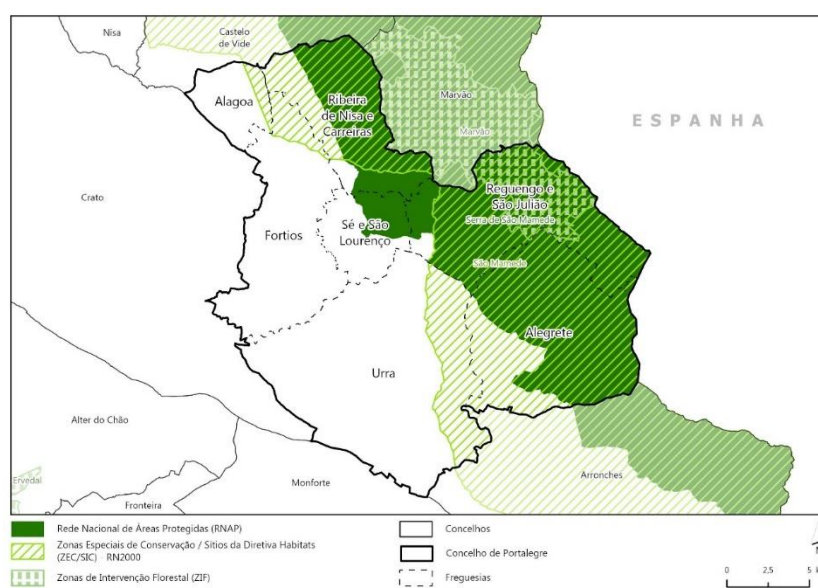 Nisa
Castelo
de Vide
Alagoa
Ribeira
de Nisa e
Carreiras
Marvão
Marvão
ESPANHA
Crato
Reguengo e
São Julião
Serra de São Mamede
Fortios
Sé e São
Lourenço
São Mamede
Alegrete
Urra
Alter do Chão
Ervedal
Monforte
Arronches
Fronteira
Rede Nacional de Áreas Protegidas (RNAP)
Zonas Especiais de Conservação / Sítios da Diretiva Habitats
(ZEC/SIC) - RN2000
Zonas de Intervenção Florestal (ZIF)
Concelhos
Concelho de Portalegre
Freguesias
0 2,5 5